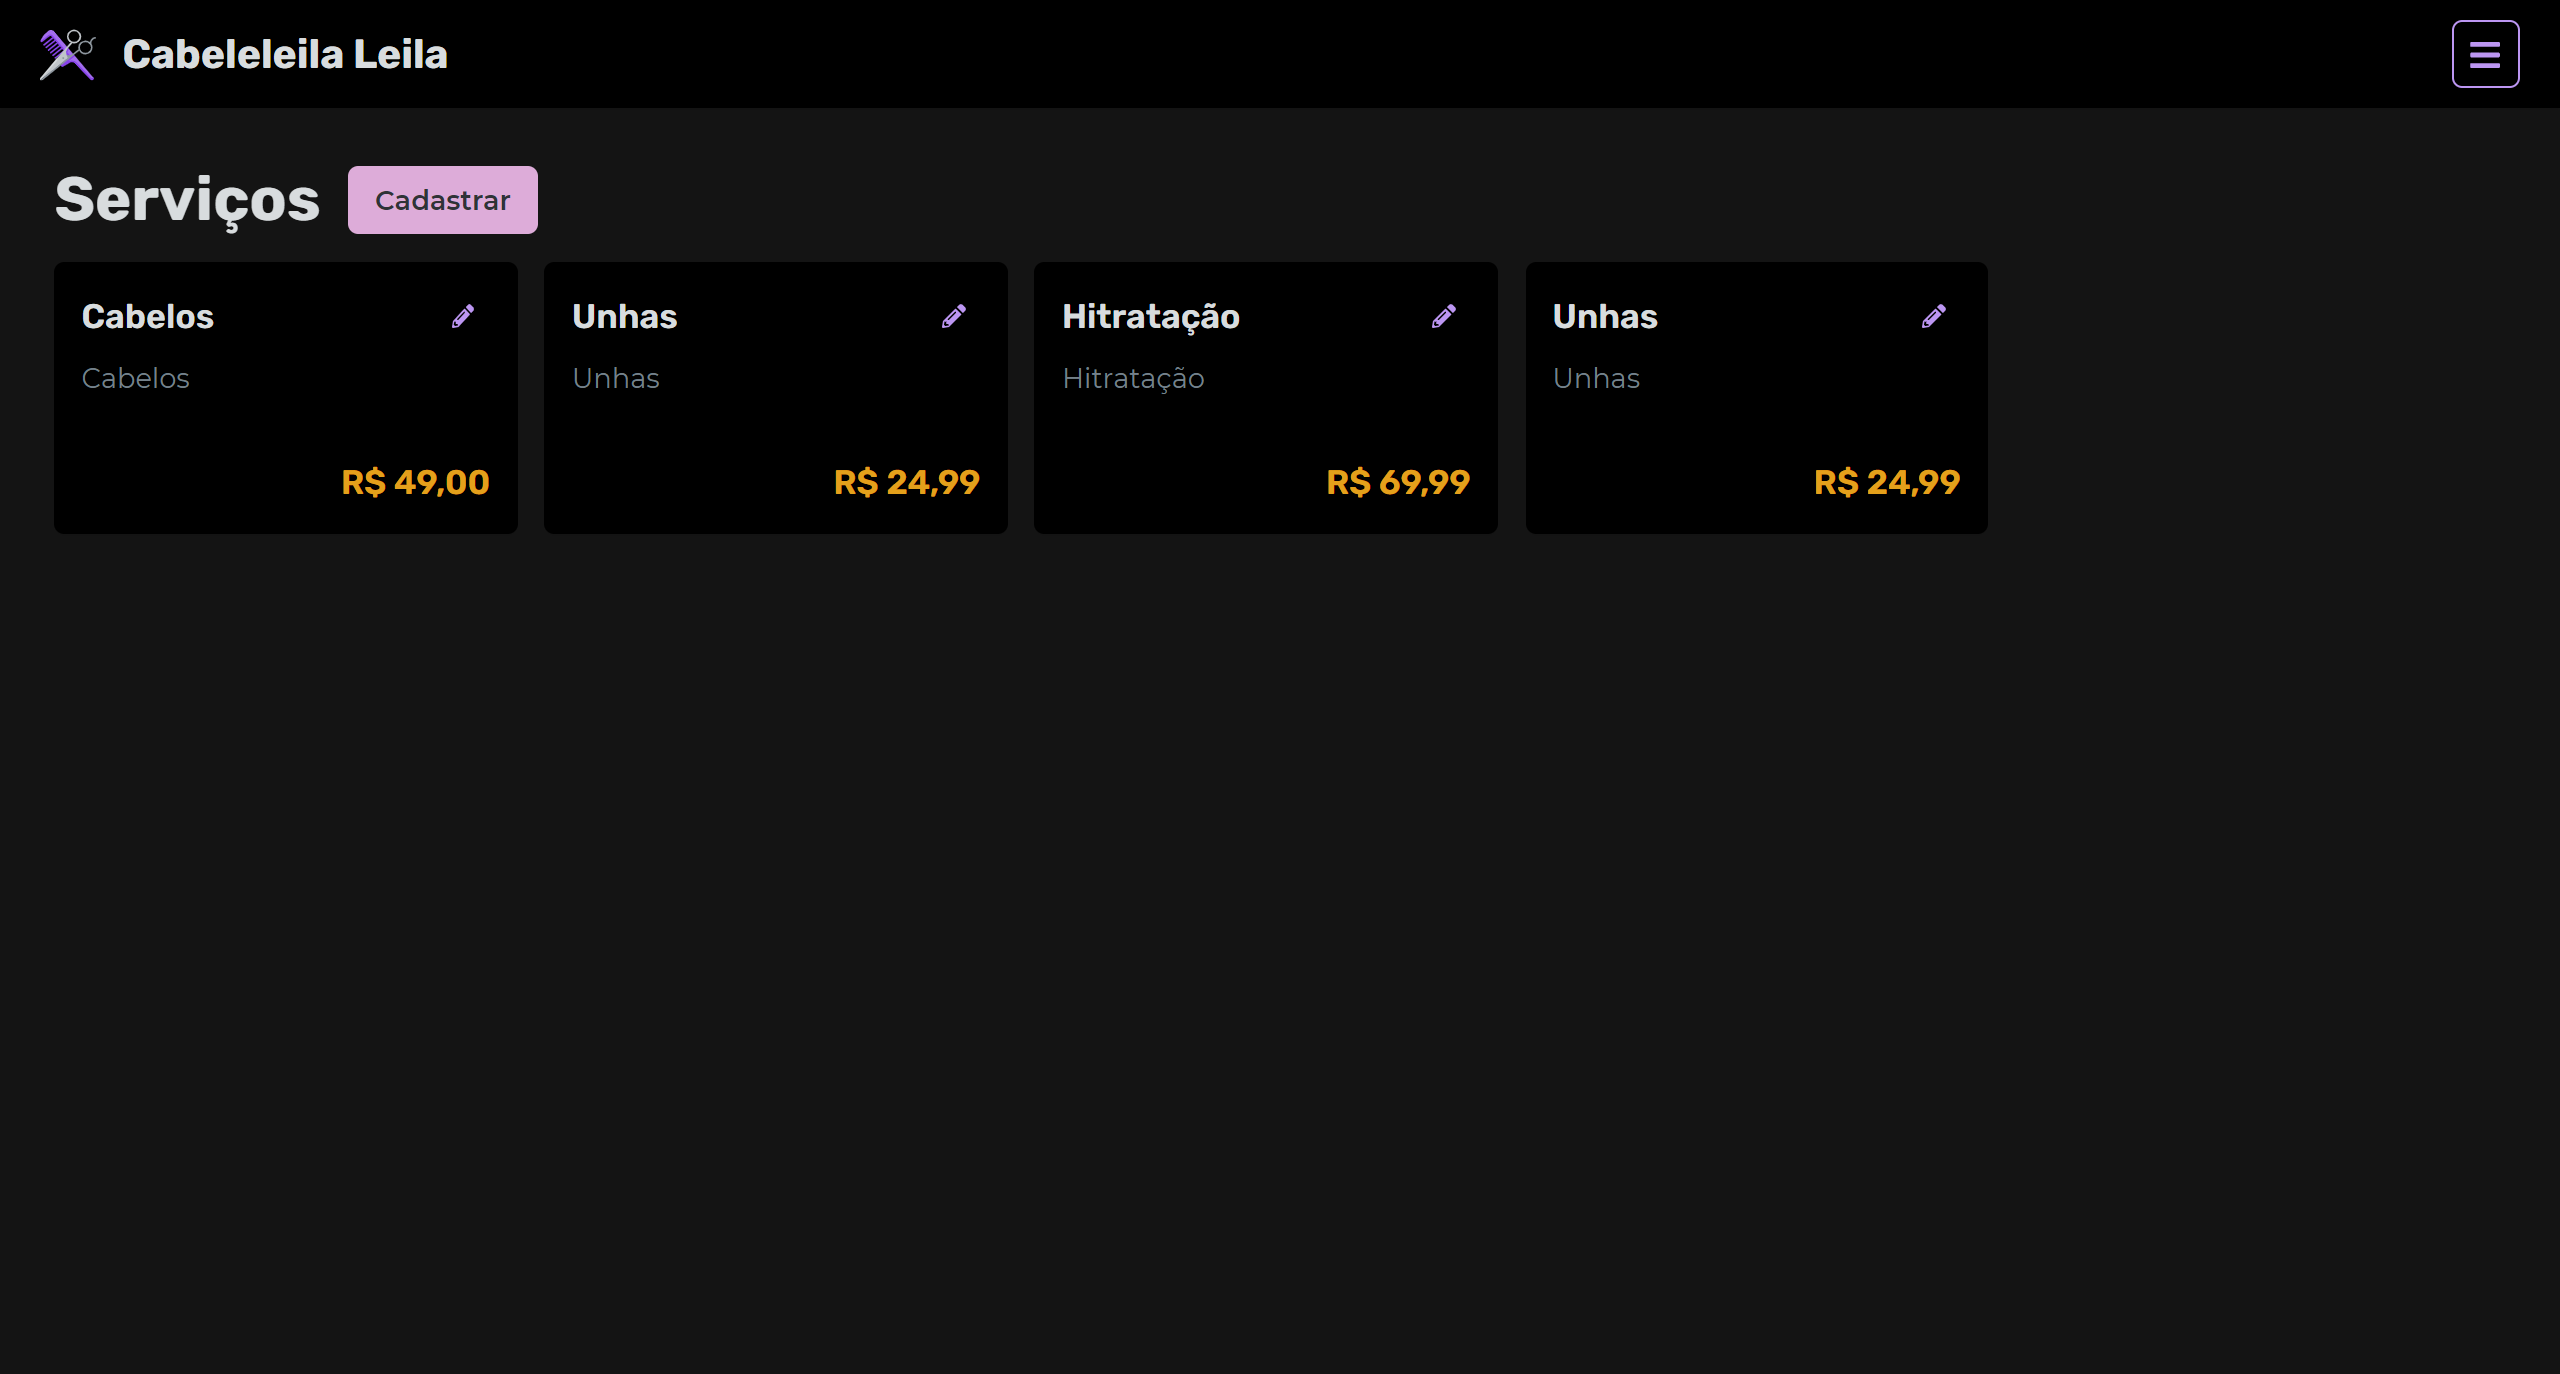 Cabeleleila Leila
Serviços
Cadastrar
Cabelos
Cabelos
R$ 49,00
Unhas
Unhas
R$ 24,99
Hitratação
Hitratação
R$ 69,99
Unhas
Unhas
R$ 24,99